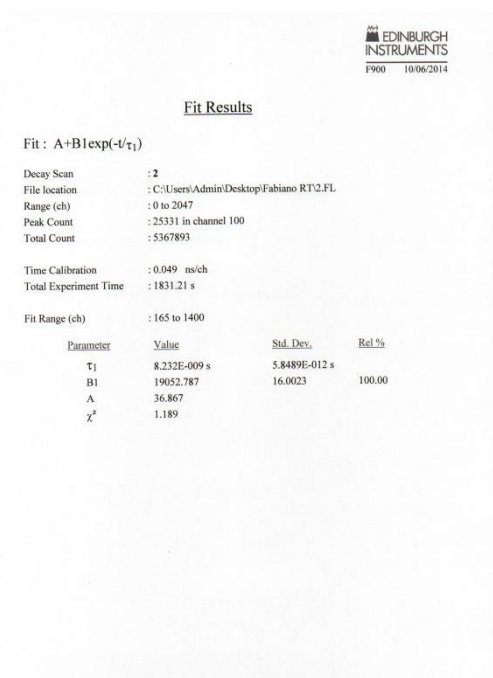 EDINBURGH
INSTRUMENTS
F900 10/06/2014
Fit Results
Fit : A+B1exp(-t/τ1)
Decay Scan : 2
File location : C:\Users\Admin\Desktop\Fabiano RT\2.FL
Range (ch) : 0 to 2047
Peak Count : 25331 in channel 100
Total Count : 5367893
Time Calibration : 0.049 ns/ch
Total Experiment Time : 1831.21 s
Fit Range (ch) : 165 to 1400
Parameter Value Std. Dev. Rel %
τ1 8.232E-009 s 5.8489E-012 s
B1 19052.787 16.0023 100.00
A 36.867
χ² 1.189